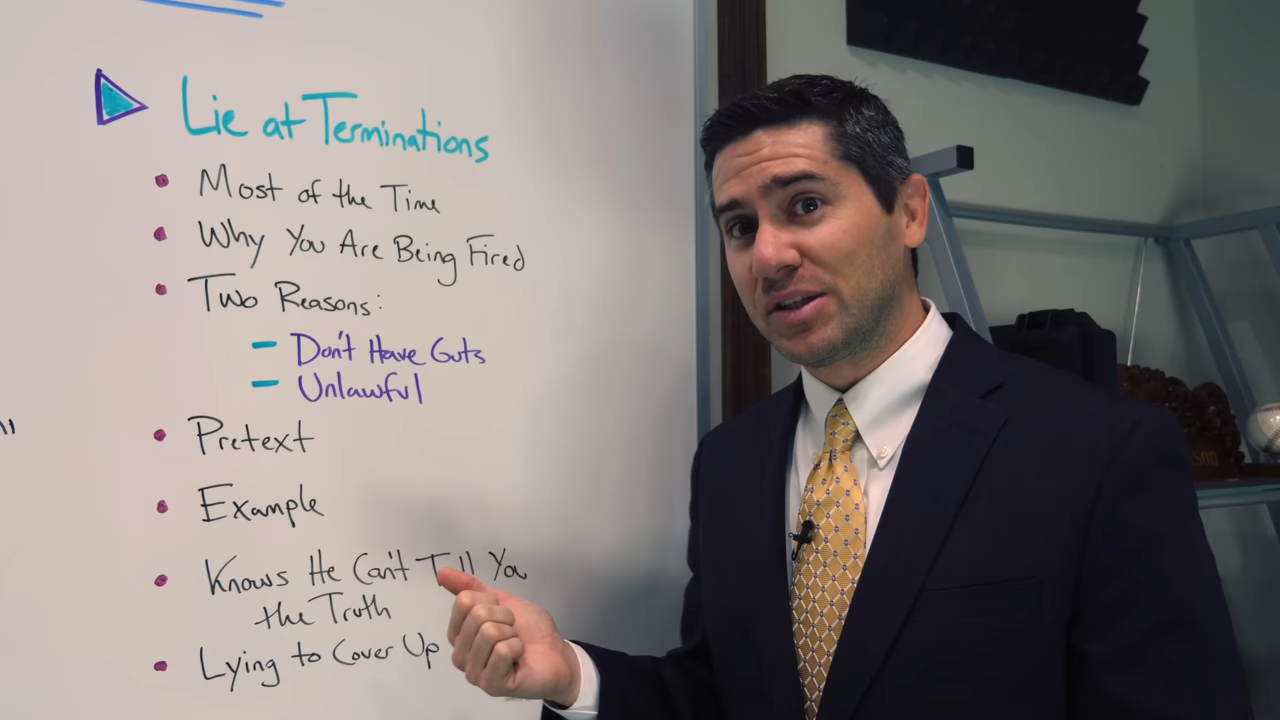 Lie at Terminations
Most of the Time
Why You Are Being Fired
Two Reasons:
- Don't Have Guts
- Unlawful
Pretext
Example
Knows He Can't Tell You
the Truth
Lying to Cover Up